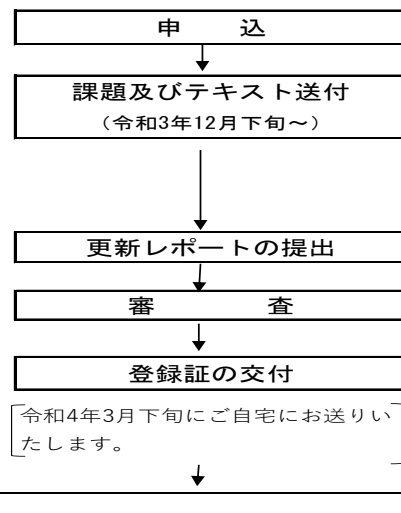 申　　込
課題及びテキスト送付
（令和3年12月下旬～）
更新レポートの提出
審　　査
登録証の交付
令和4年3月下旬にご自宅にお送りい
たします。